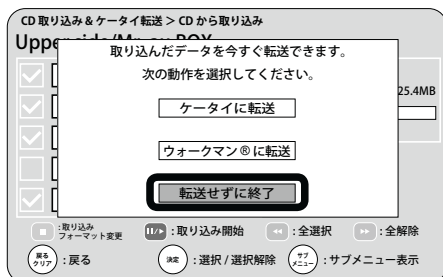 CD 取り込み & ケータイ転送 > CD から取り込み
取り込んだデータを今すぐ転送できます。
次の動作を選択してください。
25.4MB
ケータイに転送
ウォークマン®に転送
転送せずに終了
:取り込み
フォーマット変更
:取り込み開始
:全選択
:全解除
戻る
クリア
:戻る
決定
:選択 / 選択解除
サブ
メニュー
:サブメニュー表示